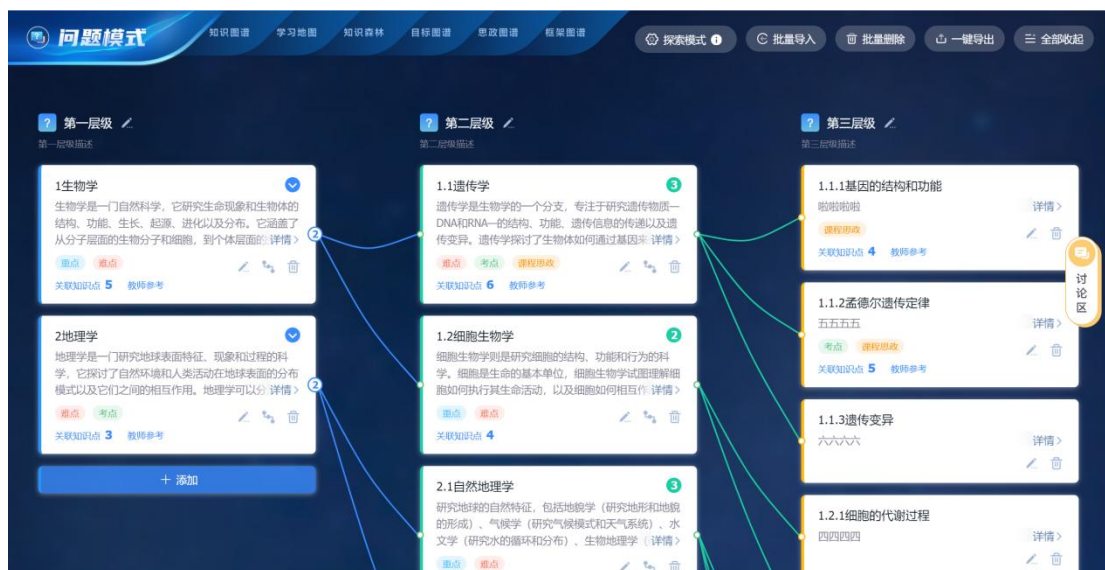 问题模式
知识图谱 学习地图 知识森林 目标图谱 思政图谱 框架图谱
探索模式 批量导入 批量删除 一键导出 全部收起
? 第一层级
第一层级描述
1生物学
生物学是一门自然科学，它研究生命现象和生物体的
结构、功能、生长、起源、进化以及分布。它涵盖了
从分子层面的生物分子和细胞，到个体层面的 详情>
2
重点 难点
关联知识点 5 教师参考
2地理学
地理学是一门研究地球表面特征、现象和过程的科
学，它探讨了自然环境和人类活动在地球表面的分布
模式以及它们之间的相互作用。地理学可以分 详情>
2
难点 考点
关联知识点 3 教师参考
+ 添加
? 第二层级
第二层级描述
1.1遗传学 3
遗传学是生物学的一个分支，专注于研究遗传物质—
DNA和RNA—的结构、功能、遗传信息的传递以及遗
传变异。遗传学探讨了生物体如何通过基因来 详情>
难点 考点 课程思政
关联知识点 6 教师参考
1.2细胞生物学 2
细胞生物学则是研究细胞的结构、功能和行为的科
学。细胞是生命的基本单位，细胞生物学试图理解细
胞如何执行其生命活动，以及细胞如何相互作 详情>
重点 难点
关联知识点 4
2.1自然地理学 3
研究地球的自然特征，包括地貌学（研究地形和地貌
的形成）、气候学（研究气候模式和天气系统）、水
文学（研究水的循环和分布）、生物地理学 详情>
重点 难点
? 第三层级
第三层级描述
1.1.1基因的结构和功能
啦啦啦啦 详情>
课程思政
关联知识点 4 教师参考
1.1.2孟德尔遗传定律
五五五五 详情>
考点 课程思政
关联知识点 5 教师参考
1.1.3遗传变异
六六六六 详情>
1.2.1细胞的代谢过程
四四四四 详情>
讨论区